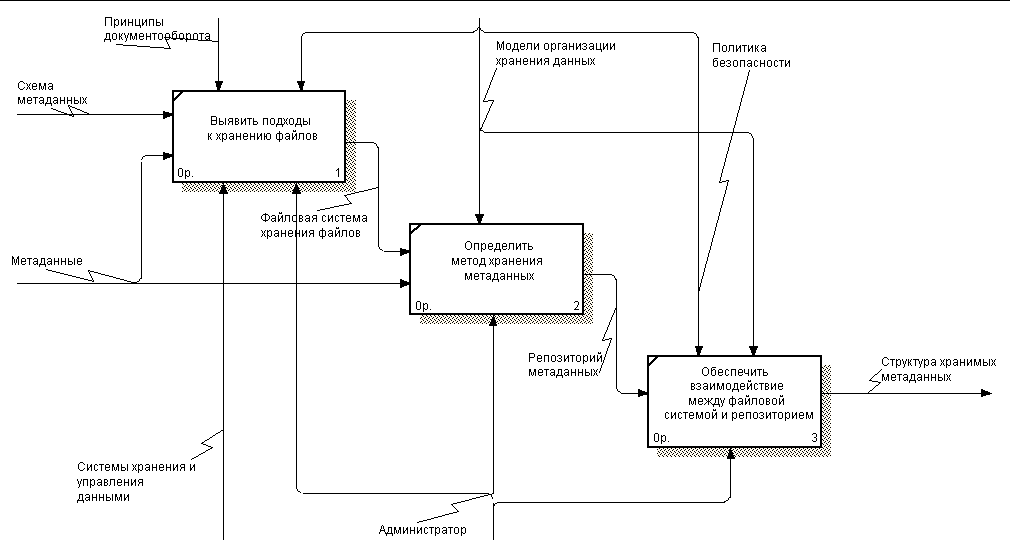 Принципы
документооборота
Модели организации
хранения данных
Политика
безопасности
Схема
метаданных
Выявить подходы
к хранению файлов
0р.
1
Файловая система
хранения файлов
Метаданные
Определить
метод хранения
метаданных
0р.
2
Репозиторий
метаданных
Обеспечить
взаимодействие
между файловой
системой и репозиторием
0р.
3
Структура хранимых
метаданных
Системы хранения и
управления
данными
Администратор